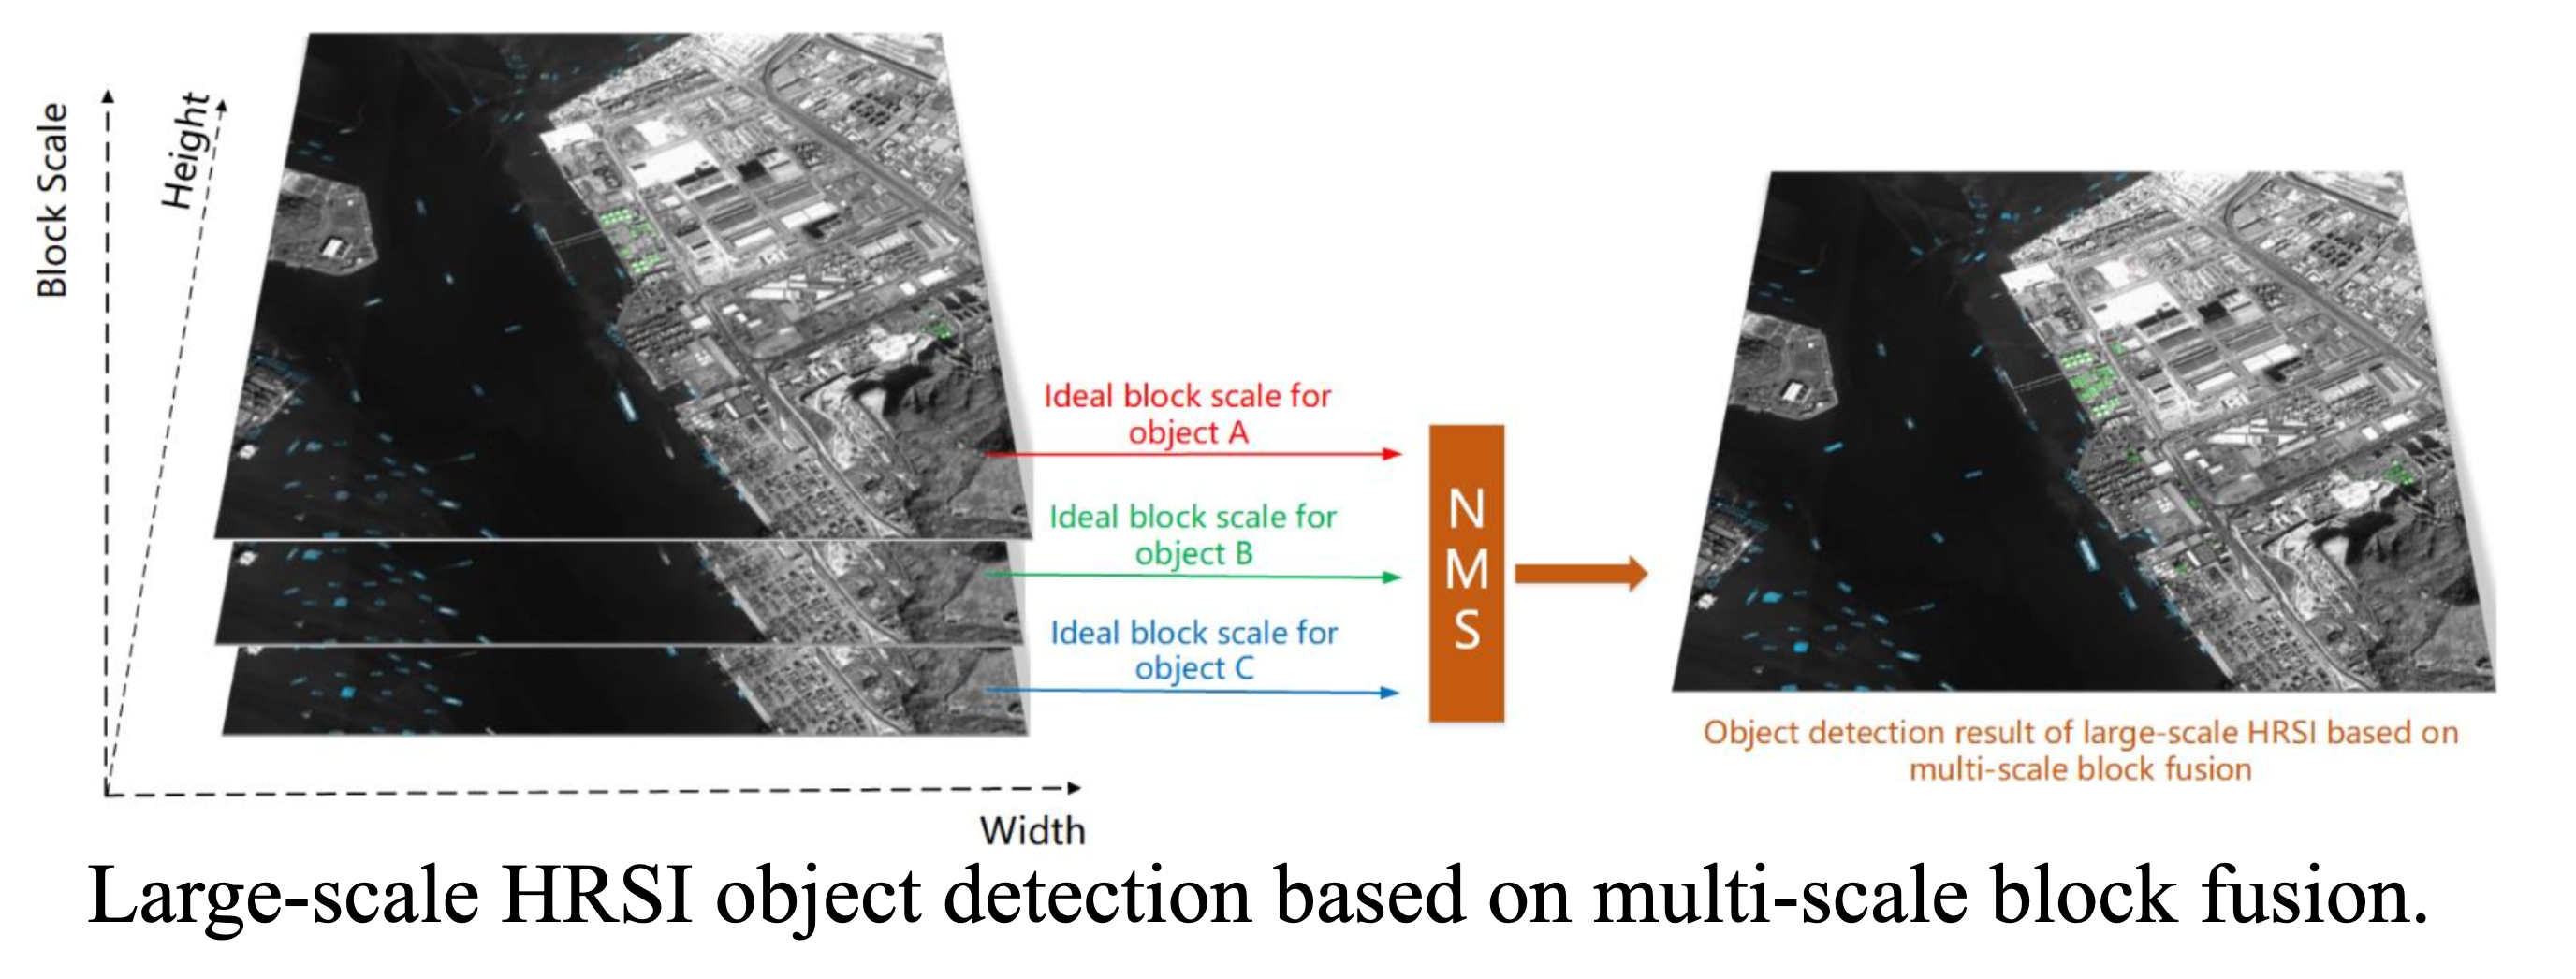 Block Scale
Height
Width
Ideal block scale for
object A
Ideal block scale for
object B
Ideal block scale for
object C
N
M
S
Object detection result of large-scale HRSI based on
multi-scale block fusion
Large-scale HRSI object detection based on multi-scale block fusion.